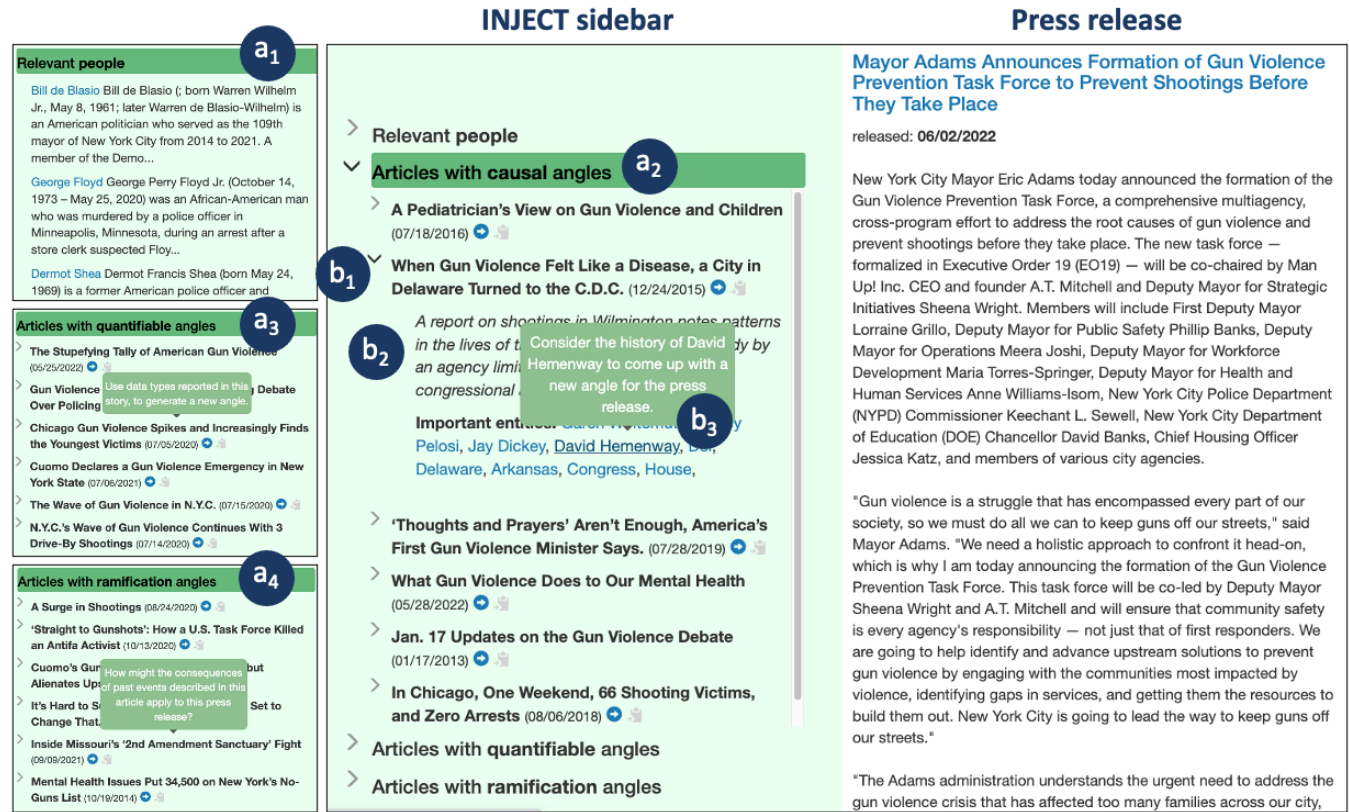 INJECT sidebar
Press release
a1
Relevant people
Bill de Blasio Bill de Blasio (; born Warren Wilhelm
Jr., May 8, 1961; later Warren de Blasio-Wilhelm) is
an American politician who served as the 109th
mayor of New York City from 2014 to 2021. A
member of the Demo...
George Floyd George Perry Floyd Jr. (October 14,
1973 – May 25, 2020) was an African-American man
who was murdered by a police officer in
Minneapolis, Minnesota, during an arrest after a
store clerk suspected Floy...
Dermot Shea Dermot Francis Shea (born May 24,
1969) is a former American police officer and
a3
Articles with quantifiable angles
The Stupefying Tally of American Gun Violence
(05/25/2022)
Gun Violence
Debate
Over Policing
Use data types reported in this
story, to generate a new angle.
Chicago Gun Violence Spikes and Increasingly Finds
the Youngest Victims (07/05/2020)
Cuomo Declares a Gun Violence Emergency in New
York State (07/06/2021)
The Wave of Gun Violence in N.Y.C. (07/15/2020)
N.Y.C.'s Wave of Gun Violence Continues With 3
Drive-By Shootings (07/14/2020)
a4
Articles with ramification angles
A Surge in Shootings (08/24/2020)
'Straight to Gunshots': How a U.S. Task Force Killed
an Antifa Activist (10/13/2020)
Cuomo's Gun
but
Alienates
It's Hard to
Set to
Change That.
How might the consequences
of past events described in this
article apply to this press
release?
Inside Missouri's '2nd Amendment Sanctuary' Fight
(09/09/2021)
Mental Health Issues Put 34,500 on New York's No-
Guns List (10/19/2014)
Relevant people
a2
Articles with causal angles
A Pediatrician's View on Gun Violence and Children
(07/18/2016)
b1
When Gun Violence Felt Like a Disease, a City in
Delaware Turned to the C.D.C. (12/24/2015)
b2
A report on shootings in Wilmington notes patterns
in the lives of
by
an agency
congressional
Consider the history of David
Hemenway to come up with a
new angle for the press
release.
b3
Important
Pelosi, Jay Dickey, David Hemenway,
Delaware, Arkansas, Congress, House,
'Thoughts and Prayers' Aren't Enough, America's
First Gun Violence Minister Says. (07/28/2019)
What Gun Violence Does to Our Mental Health
(05/28/2022)
Jan. 17 Updates on the Gun Violence Debate
(01/17/2013)
In Chicago, One Weekend, 66 Shooting Victims,
and Zero Arrests (08/06/2018)
Articles with quantifiable angles
Articles with ramification angles
Mayor Adams Announces Formation of Gun Violence
Prevention Task Force to Prevent Shootings Before
They Take Place
released: 06/02/2022
New York City Mayor Eric Adams today announced the formation of the
Gun Violence Prevention Task Force, a comprehensive multiagency,
cross-program effort to address the root causes of gun violence and
prevent shootings before they take place. The new task force —
formalized in Executive Order 19 (EO19) — will be co-chaired by Man
Up! Inc. CEO and founder A.T. Mitchell and Deputy Mayor for Strategic
Initiatives Sheena Wright. Members will include First Deputy Mayor
Lorraine Grillo, Deputy Mayor for Public Safety Phillip Banks, Deputy
Mayor for Operations Meera Joshi, Deputy Mayor for Workforce
Development Maria Torres-Springer, Deputy Mayor for Health and
Human Services Anne Williams-Isom, New York City Police Department
(NYPD) Commissioner Keechant L. Sewell, New York City Department
of Education (DOE) Chancellor David Banks, Chief Housing Officer
Jessica Katz, and members of various city agencies.
"Gun violence is a struggle that has encompassed every part of our
society, so we must do all we can to keep guns off our streets," said
Mayor Adams. "We need a holistic approach to confront it head-on,
which is why I am today announcing the formation of the Gun Violence
Prevention Task Force. This task force will be co-led by Deputy Mayor
Sheena Wright and A.T. Mitchell and will ensure that community safety
is every agency's responsibility — not just that of first responders. We
are going to help identify and advance upstream solutions to prevent
gun violence by engaging with the communities most impacted by
violence, identifying gaps in services, and getting them the resources to
build them out. New York City is going to lead the way to keep guns off
our streets."
"The Adams administration understands the urgent need to address the
gun violence crisis that has affected too many families across our city,